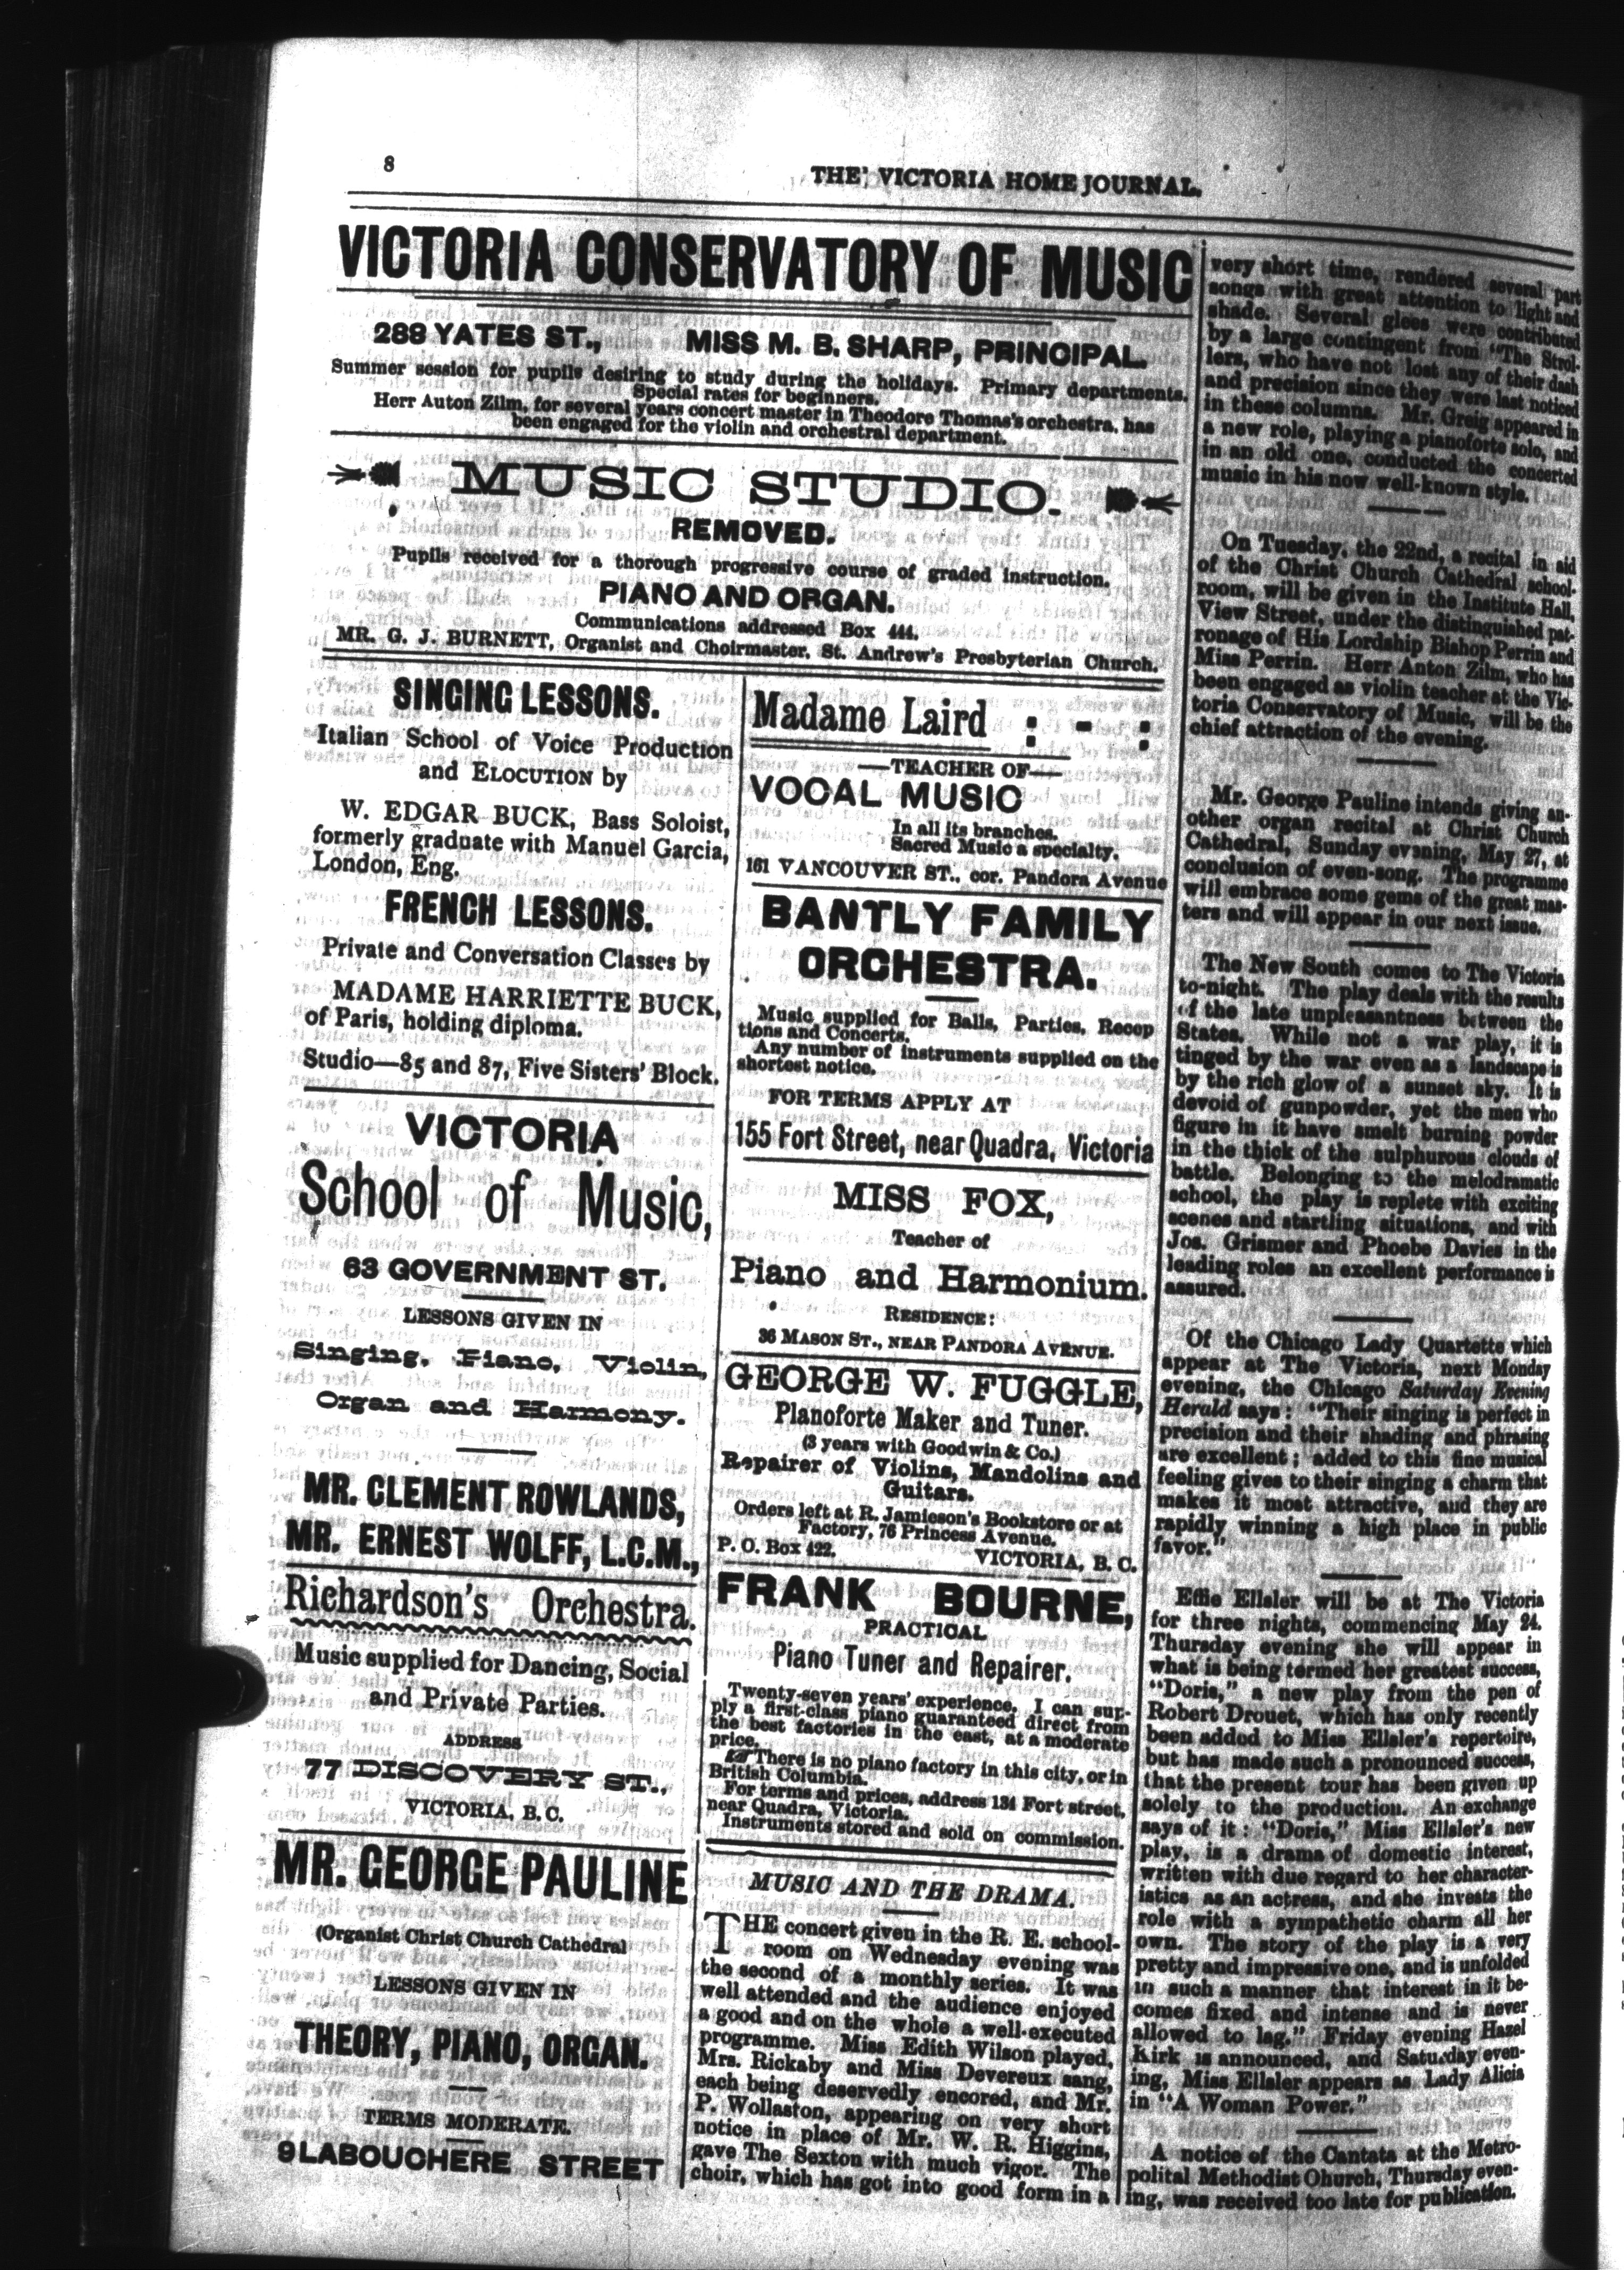 8
THE VICTORIA HOME JOURNAL.
VICTORIA CONSERVATORY OF MUSIC
288 YATES ST., MISS M. B. SHARP, PRINCIPAL.
Summer session for pupils desiring to study during the holidays. Primary departments.
Special rates for beginners.
Herr Auton Zilm, for several years concert master in Theodore Thomas's orchestra, has
been engaged for the violin and orchestral department.
MUSIC STUDIO.
REMOVED.
Pupils received for a thorough progressive course of graded instruction.
PIANO AND ORGAN.
Communications addressed Box 444.
MR. G. J. BURNETT, Organist and Choirmaster, St. Andrew's Presbyterian Church.
SINGING LESSONS.
Italian School of Voice Production
and ELOCUTION by
W. EDGAR BUCK, Bass Soloist,
formerly graduate with Manuel Garcia,
London, Eng.
FRENCH LESSONS.
Private and Conversation Classes by
MADAME HARRIETTE BUCK,
of Paris, holding diploma.
Studio—85 and 87, Five Sisters' Block.
VICTORIA
School of Music,
63 GOVERNMENT ST.
LESSONS GIVEN IN
Singing, Piano, Violin,
Organ and Harmony.
MR. CLEMENT ROWLANDS,
MR. ERNEST WOLFF, L.C.M.,
Richardson's Orchestra.
Music supplied for Dancing, Social
and Private Parties.
ADDRESS
77 DISCOVERY ST.,
VICTORIA, B. C.
MR. GEORGE PAULINE
(Organist Christ Church Cathedral
LESSONS GIVEN IN
THEORY, PIANO, ORGAN.
TERMS MODERATE.
9 LABOUCHERE STREET
Madame Laird : - :
—TEACHER OF—
VOCAL MUSIC
In all its branches.
Sacred Music a specialty.
161 VANCOUVER ST., cor. Pandora Avenue
BANTLY FAMILY
ORCHESTRA.
Music supplied for Balls, Parties, Recep
tions and Concerts.
Any number of instruments supplied on the
shortest notice.
FOR TERMS APPLY AT
155 Fort Street, near Quadra, Victoria
MISS FOX,
Teacher of
Piano and Harmonium.
RESIDENCE:
36 MASON ST., NEAR PANDORA AVENUE.
GEORGE W. FUGGLE,
Pianoforte Maker and Tuner.
(3 years with Goodwin & Co.)
Repairer of Violins, Mandolins and
Guitars.
Orders left at R. Jamieson's Bookstore or at
Factory, 76 Princess Avenue.
P. O. Box 422. VICTORIA, B. C.
FRANK BOURNE,
PRACTICAL
Piano Tuner and Repairer.
Twenty-seven years' experience. I can sup-
ply a first-class piano guaranteed direct from
the best factories in the east, at a moderate
price.
There is no piano factory in this city, or in
British Columbia.
For terms and prices, address 134 Fort street,
near Quadra, Victoria.
Instruments stored and sold on commission.
MUSIC AND THE DRAMA.
THE concert given in the R. E. school-
room on Wednesday evening was
the second of a monthly series. It was
well attended and the audience enjoyed
a good and on the whole a well-executed
programme. Miss Edith Wilson played,
Mrs. Rickaby and Miss Devereux sang,
each being deservedly encored, and Mr.
P. Wollaston, appearing on very short
notice in place of Mr. W. R. Higgins,
gave The Sexton with much vigor. The
choir, which has got into good form in a
very short time, rendered several part
songs with great attention to light and
shade. Several glees were contributed
by a large contingent from "The Strol-
lers, who have not lost any of their dash
and precision since they were last noticed
in these columns. Mr. Greig appeared in
a new role, playing a pianoforte solo, and
in an old one, conducted the concerted
music in his now well-known style.
On Tuesday, the 22nd, a recital in aid
of the Christ Church Cathedral school-
room, will be given in the Institute Hall,
View Street, under the distinguished pat-
ronage of His Lordship Bishop Perrin and
Miss Perrin. Herr Anton Zilm, who has
been engaged as violin teacher at the Vic-
toria Conservatory of Music, will be the
chief attraction of the evening.
Mr. George Pauline intends giving an-
other organ recital at Christ Church
Cathedral, Sunday evening, May 27, at
conclusion of even-song. The programme
will embrace some gems of the great mas-
ters and will appear in our next issue.
The New South comes to The Victoria
to-night. The play deals with the results
of the late unpleasantness between the
States. While not a war play, it is
tinged by the war even as a landscape is
by the rich glow of a sunset sky. It is
devoid of gunpowder, yet the men who
figure in it have smelt burning powder
in the thick of the sulphurous clouds of
battle. Belonging to the melodramatic
school, the play is replete with exciting
scenes and startling situations, and with
Jos. Grismer and Phoebe Davies in the
leading roles an excellent performance is
assured.
Of the Chicago Lady Quartette which
appear at The Victoria, next Monday
evening, the Chicago Saturday Evening
Herald says: "Their singing is perfect in
precision and their shading and phrasing
are excellent; added to this fine musical
feeling gives to their singing a charm that
makes it most attractive, and they are
rapidly winning a high place in public
favor."
Effie Ellsler will be at The Victoria
for three nights, commencing May 24.
Thursday evening she will appear in
what is being termed her greatest success,
"Doris," a new play from the pen of
Robert Drouet, which has only recently
been added to Miss Ellsler's repertoire,
but has made such a pronounced success,
that the present tour has been given up
solely to the production. An exchange
says of it: "Doris," Miss Ellsler's new
play, is a drama of domestic interest,
written with due regard to her character-
istics as an actress, and she invests the
role with a sympathetic charm all her
own. The story of the play is a very
pretty and impressive one, and is unfolded
in such a manner that interest in it be-
comes fixed and intense and is never
allowed to lag." Friday evening Hazel
Kirk is announced, and Saturday even-
ing, Miss Ellsler appears as Lady Alicia
in "A Woman Power."
A notice of the Cantata at the Metro-
polital Methodist Church, Thursday even-
ing, was received too late for publication.